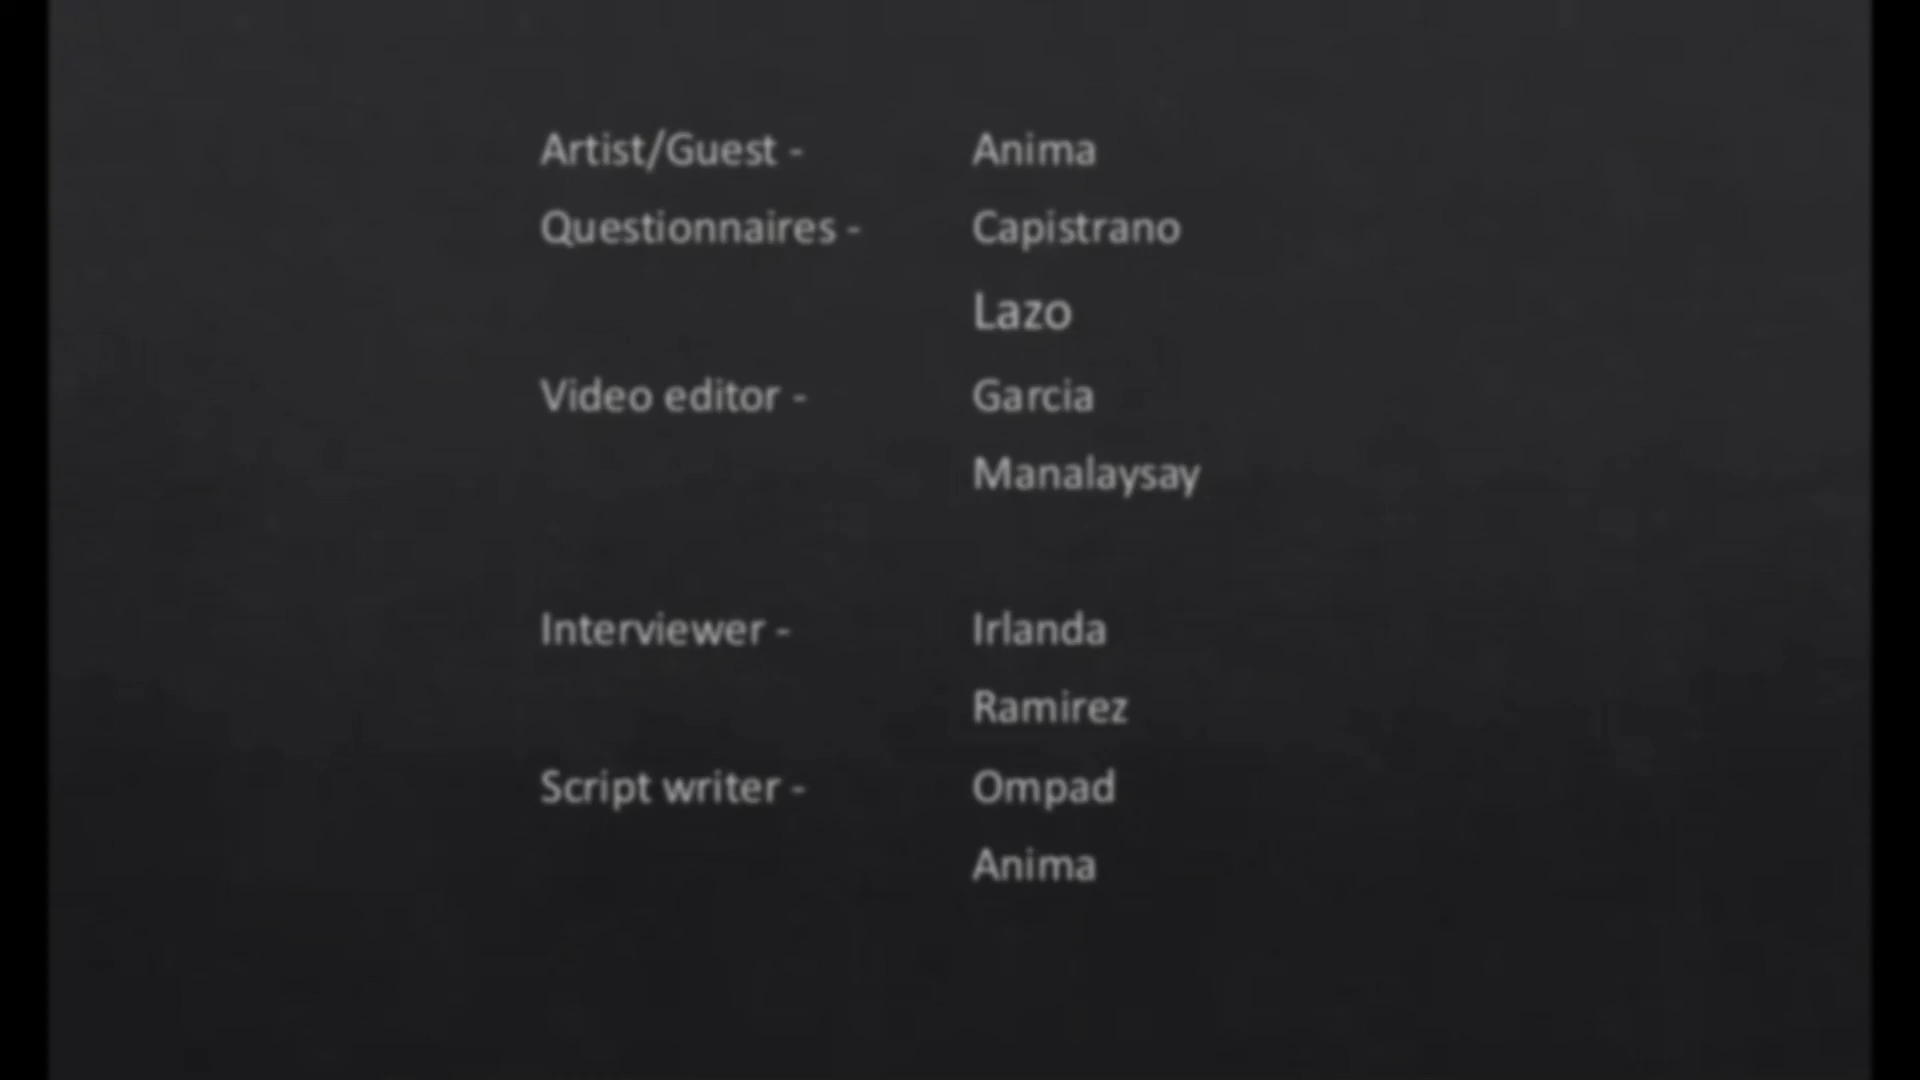 Artist/Guest - Anima
Questionnaires - Capistrano
Lazo
Video editor - Garcia
Manalaysay
Interviewer - Irlanda
Ramirez
Script writer - Ompad
Anima